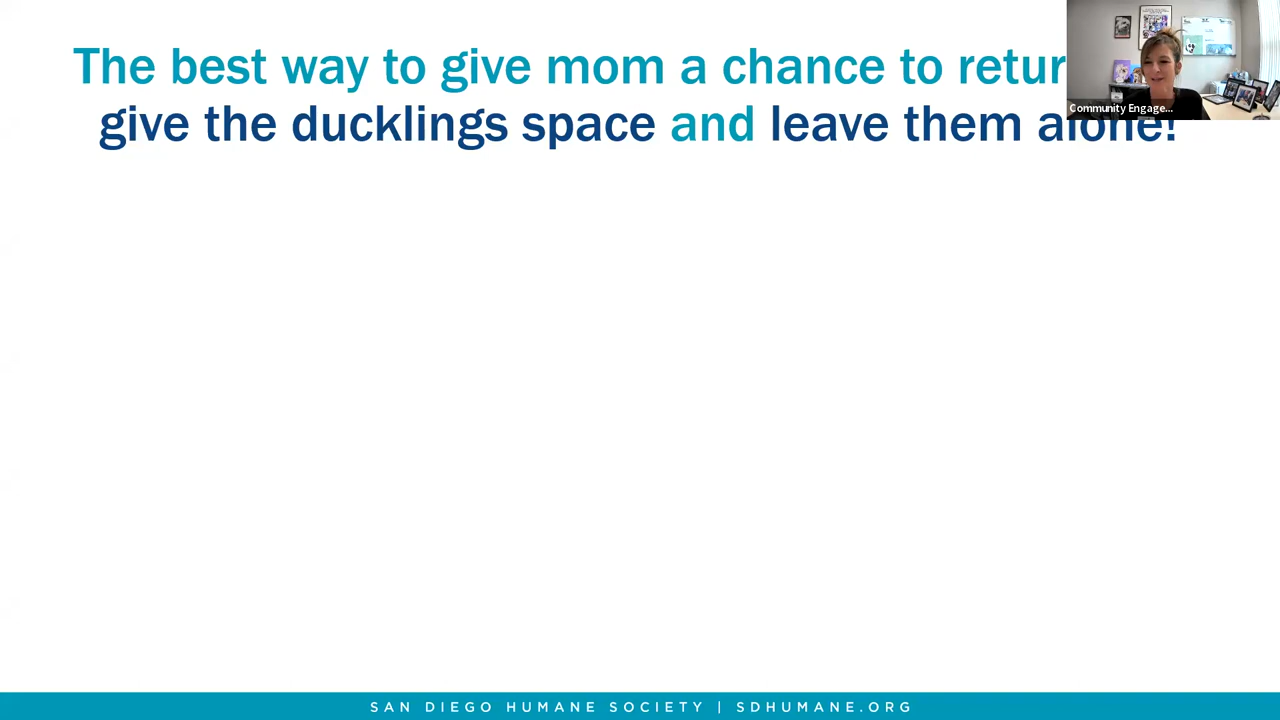 The best way to give mom a chance to retur
give the ducklings space and leave them alone!
Community Engage...
SAN DIEGO HUMANE SOCIETY | SDHUMANE.ORG